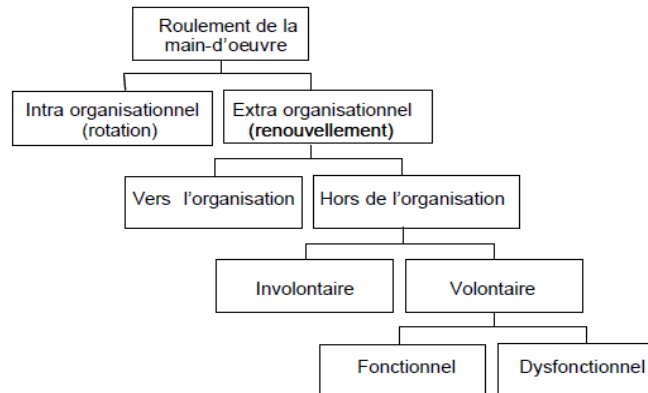 Roulement de la
main-d'oeuvre
Intra organisationnel
(rotation)
Extra organisationnel
(renouvellement)
Vers l'organisation
Hors de l'organisation
Involontaire
Volontaire
Fonctionnel
Dysfonctionnel